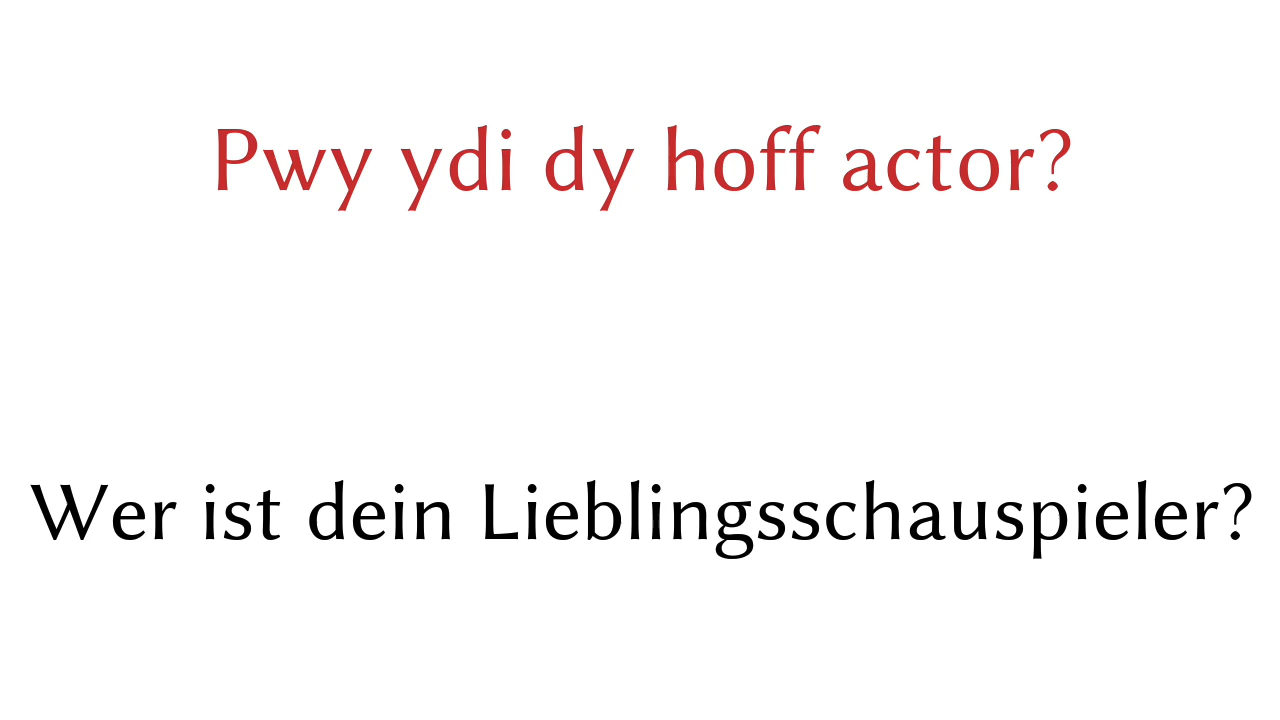 Pwy ydi dy hoff actor?
Wer ist dein Lieblingsschauspieler?